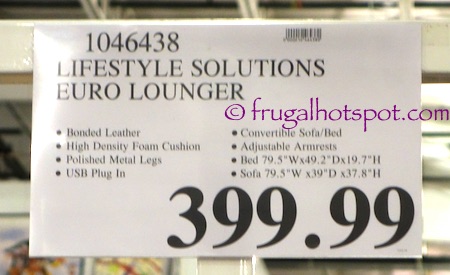 1046438
LIFESTYLE SOLUTIONS
EURO LOUNGER
© frugalhotspot.com
• Bonded Leather
• High Density Foam Cushion
• Polished Metal Legs
• USB Plug In
• Convertible Sofa/Bed
• Adjustable Armrests
• Bed 79.5"Wx49.2"Dx19.7"H
• Sofa 79.5"W x39"D x37.8"H
399.99